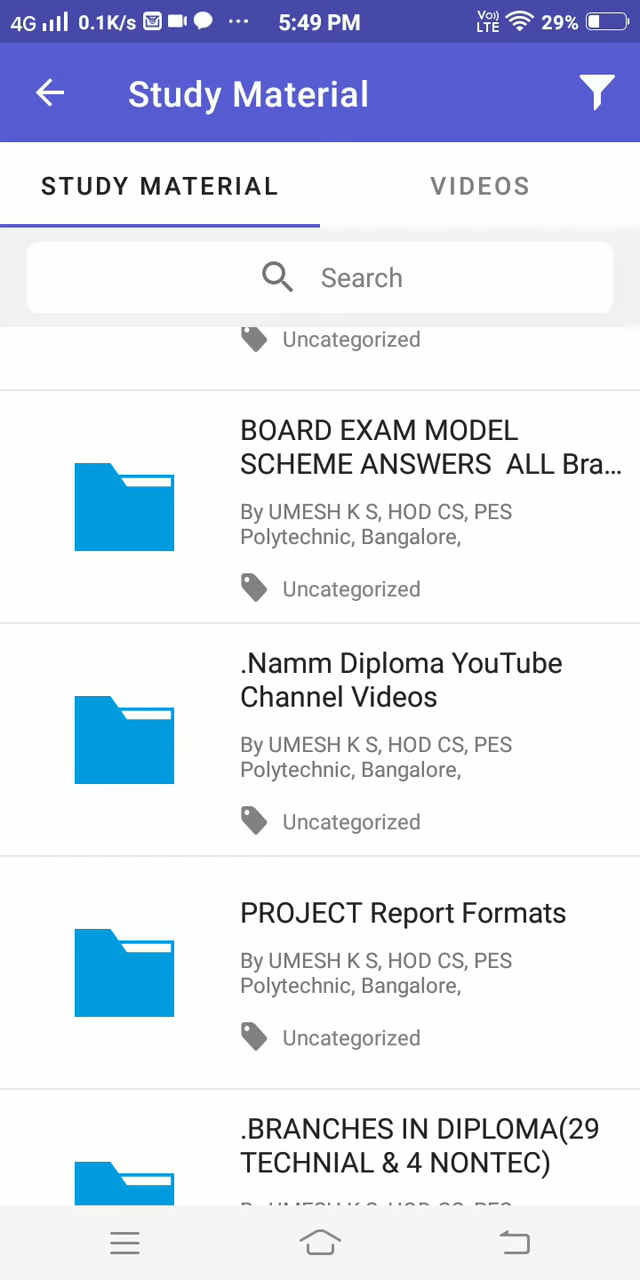 4G 0.1K/s ... 5:49 PM Vo) LTE 29%
Study Material
STUDY MATERIAL VIDEOS
Search
Uncategorized
BOARD EXAM MODEL
SCHEME ANSWERS ALL Bra...
By UMESH K S, HOD CS, PES
Polytechnic, Bangalore,
Uncategorized
.Namm Diploma YouTube
Channel Videos
By UMESH K S, HOD CS, PES
Polytechnic, Bangalore,
Uncategorized
PROJECT Report Formats
By UMESH K S, HOD CS, PES
Polytechnic, Bangalore,
Uncategorized
.BRANCHES IN DIPLOMA(29
TECHNIAL & 4 NONTEC)